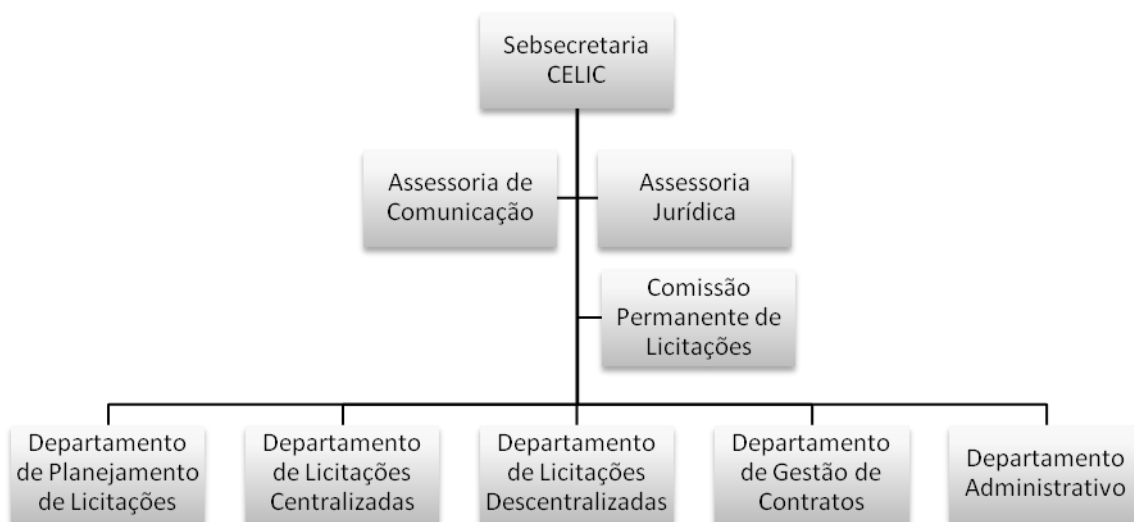 Sebsecretaria
CELIC
Assessoria de
Comunicação
Assessoria
Jurídica
Comissão
Permanente de
Licitações
Departamento
de Planejamento
de Licitações
Departamento
de Licitações
Centralizadas
Departamento
de Licitações
Descentralizadas
Departamento
de Gestão de
Contratos
Departamento
Administrativo